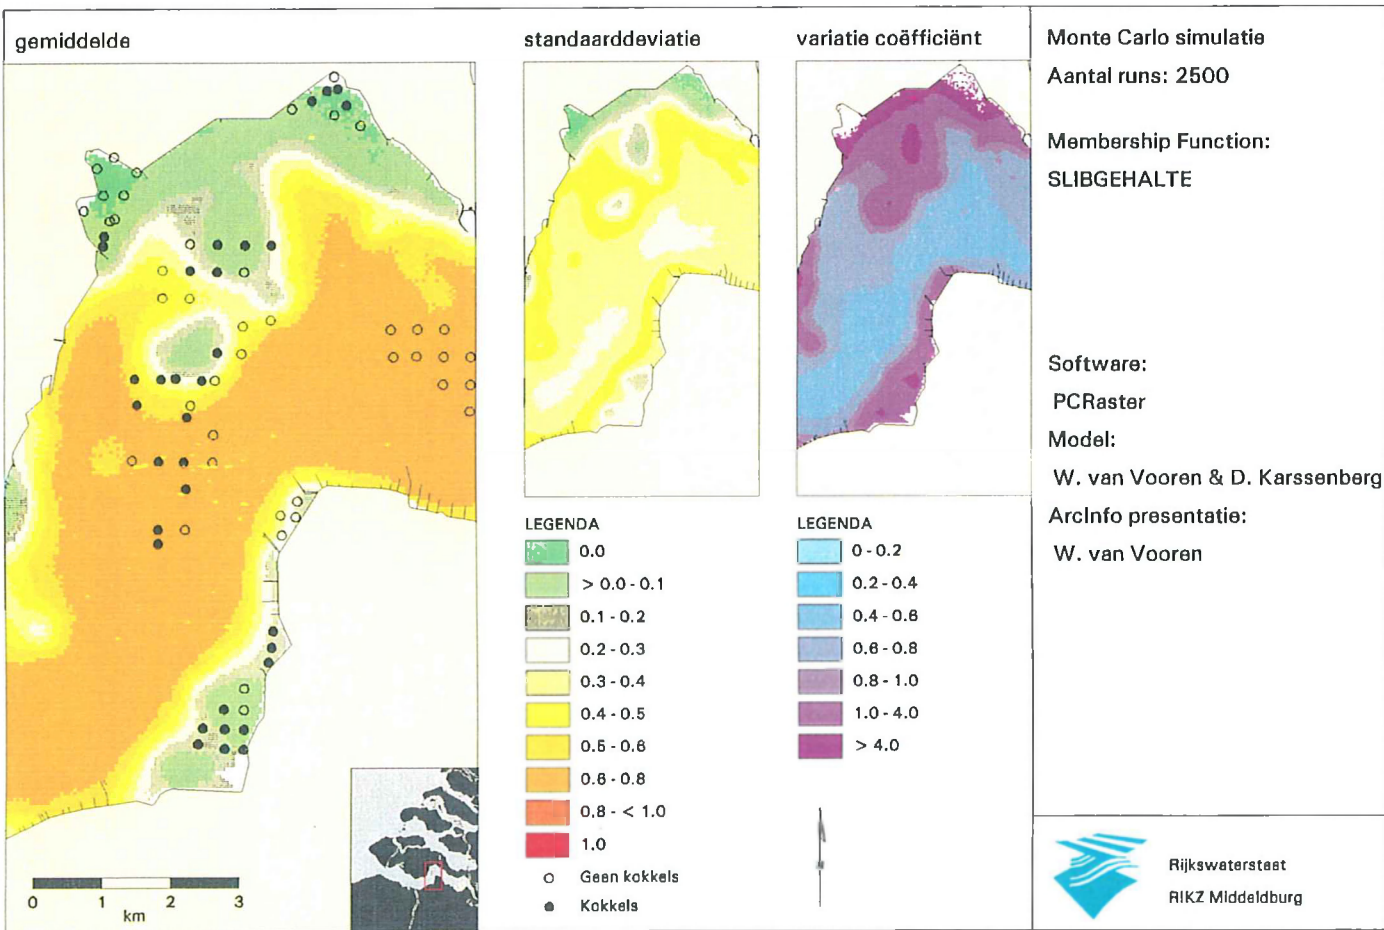 gemiddelde
standaarddeviatie
variatie coëfficiënt
Monte Carlo simulatie
Aantal runs: 2500
Membership Function:
SLIBGEHALTE
Software:
PCRaster
Model:
W. van Vooren & D. Karssenberg
ArcInfo presentatie:
W. van Vooren
LEGENDA
0.0
> 0.0 - 0.1
0.1 - 0.2
0.2 - 0.3
0.3 - 0.4
0.4 - 0.5
0.5 - 0.6
0.6 - 0.8
0.8 - < 1.0
1.0
Geen kokkels
Kokkels
LEGENDA
0 - 0.2
0.2 - 0.4
0.4 - 0.6
0.6 - 0.8
0.8 - 1.0
1.0 - 4.0
> 4.0
0 1 2 3
km
Rijkswaterstaat
RIKZ Middeldburg